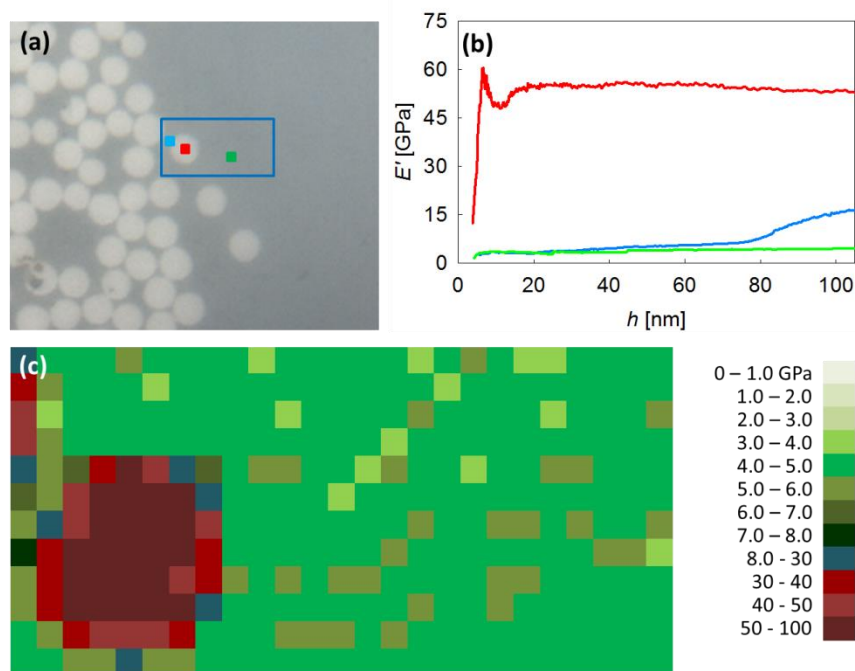 (a)
(b)
75
60
45
30
15
0
E' [GPa]
0
20
40
60
80
100
h [nm]
(c)
0 – 1.0 GPa
1.0 – 2.0
2.0 – 3.0
3.0 – 4.0
4.0 – 5.0
5.0 – 6.0
6.0 – 7.0
7.0 – 8.0
8.0 - 30
30 - 40
40 - 50
50 - 100